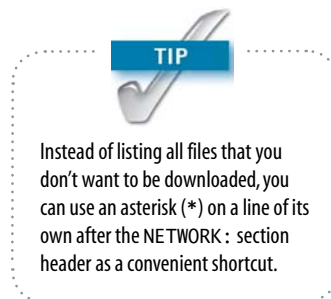 TIP
Instead of listing all files that you
don't want to be downloaded, you
can use an asterisk (*) on a line of its
own after the NETWORK: section
header as a convenient shortcut.